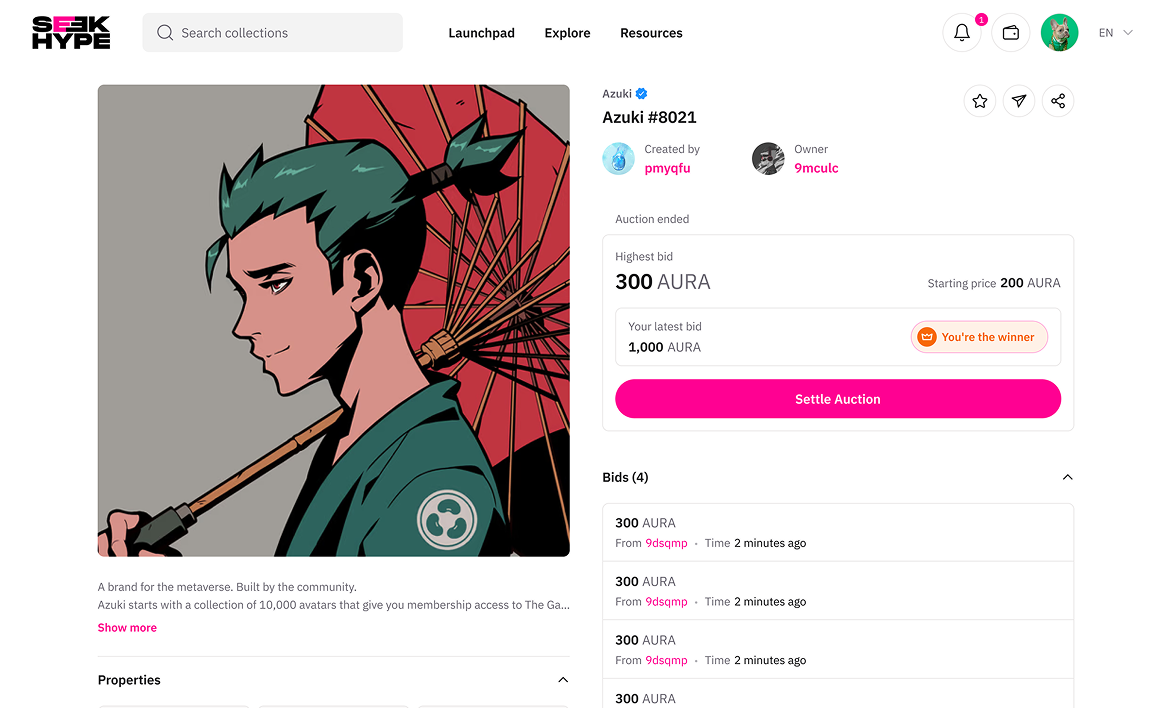 SEEK
HYPE
Search collections
Launchpad
Explore
Resources
1
EN
Azuki
Azuki #8021
Created by
pmyqfu
Owner
9mculc
Auction ended
Highest bid
300 AURA
Starting price 200 AURA
Your latest bid
1,000 AURA
You're the winner
Settle Auction
Bids (4)
300 AURA
From 9dsqmp • Time 2 minutes ago
300 AURA
From 9dsqmp • Time 2 minutes ago
300 AURA
From 9dsqmp • Time 2 minutes ago
300 AURA
A brand for the metaverse. Built by the community.
Azuki starts with a collection of 10,000 avatars that give you membership access to The Ga...
Show more
Properties